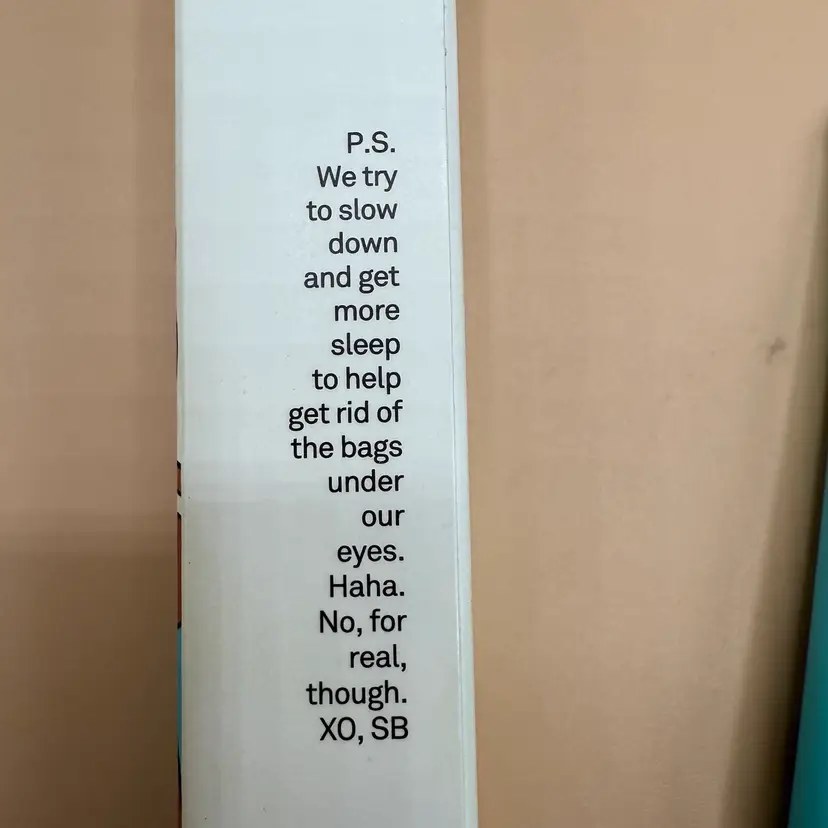 P.S.
We try
to slow
down
and get
more
sleep
to help
get rid of
the bags
under
our
eyes.
Haha.
No, for
real,
though.
XO, SB